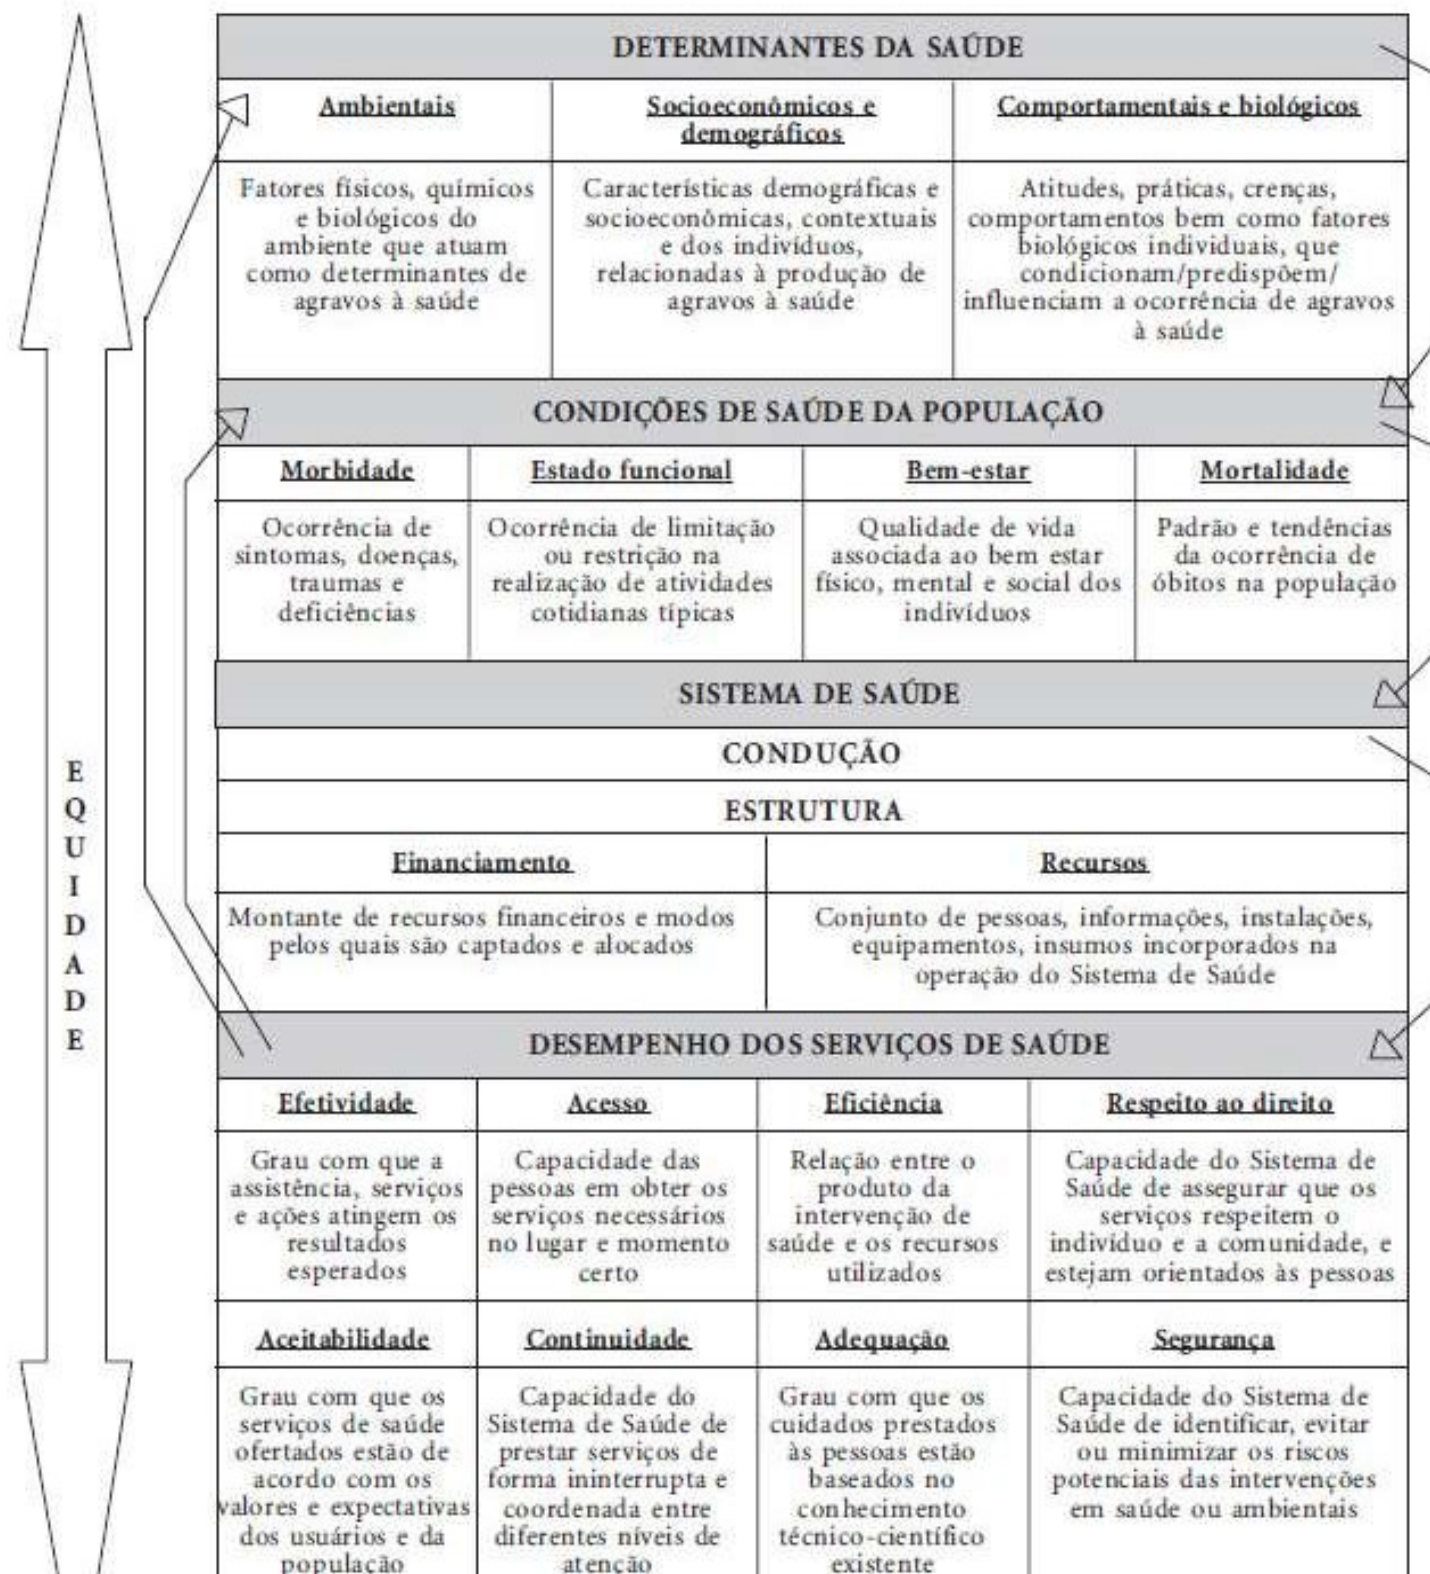 DETERMINANTES DA SAÚDE
Ambientais
Socioeconômicos e
demográficos
Comportamentais e biológicos
Fatores físicos, químicos
e biológicos do
ambiente que atuam
como determinantes de
agravos à saúde
Características demográficas e
socioeconômicas, contextuais
e dos indivíduos,
relacionadas à produção de
agravos à saúde
Atitudes, práticas, crenças,
comportamentos bem como fatores
biológicos individuais, que
condicionam/predispõem/
influenciam a ocorrência de agravos
à saúde
CONDIÇÕES DE SAÚDE DA POPULAÇÃO
Morbidade
Estado funcional
Bem-estar
Mortalidade
Ocorrência de
sintomas, doenças,
traumas e
deficiências
Ocorrência de limitação
ou restrição na
realização de atividades
cotidianas típicas
Qualidade de vida
associada ao bem estar
físico, mental e social dos
indivíduos
Padrão e tendências
da ocorrência de
óbitos na população
SISTEMA DE SAÚDE
CONDUÇÃO
ESTRUTURA
Financiamento
Recursos
Montante de recursos financeiros e modos
pelos quais são captados e alocados
Conjunto de pessoas, informações, instalações,
equipamentos, insumos incorporados na
operação do Sistema de Saúde
DESEMPENHO DOS SERVIÇOS DE SAÚDE
Efetividade
Acesso
Eficiência
Respeito ao direito
Grau com que a
assistência, serviços
e ações atingem os
resultados
esperados
Capacidade das
pessoas em obter os
serviços necessários
no lugar e momento
certo
Relação entre o
produto da
intervenção de
saúde e os recursos
utilizados
Capacidade do Sistema de
Saúde de assegurar que os
serviços respeitem o
indivíduo e a comunidade, e
estejam orientados às pessoas
Aceitabilidade
Continuidade
Adequação
Segurança
Grau com que os
serviços de saúde
ofertados estão de
acordo com os
valores e expectativas
dos usuários e da
população
Capacidade do
Sistema de Saúde de
prestar serviços de
forma ininterrupta e
coordenada entre
diferentes níveis de
atenção
Grau com que os
cuidados prestados
às pessoas estão
baseados no
conhecimento
técnico-científico
existente
Capacidade do Sistema de
Saúde de identificar, evitar
ou minimizar os riscos
potenciais das intervenções
em saúde ou ambientais
EQUIDADE